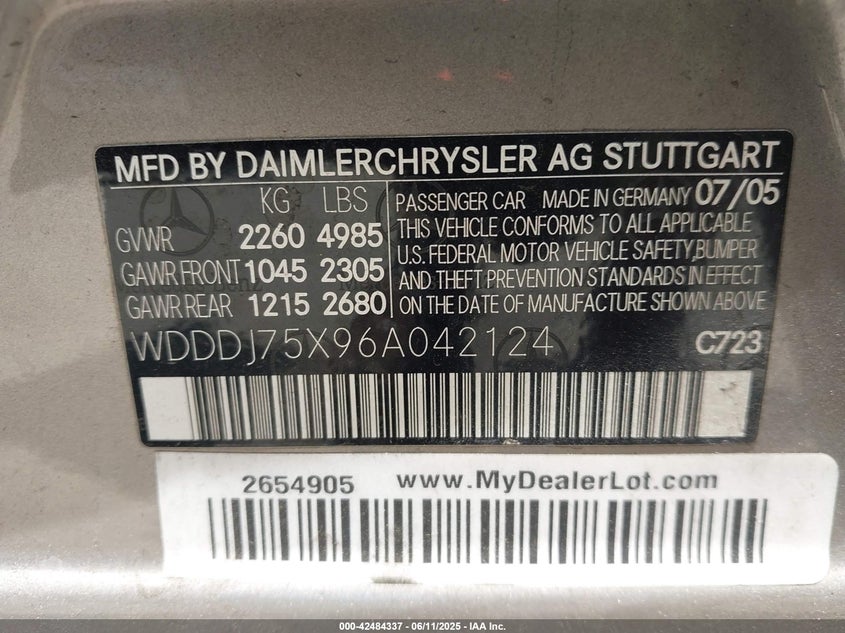 MFD BY DAIMLERCHRYSLER AG STUTTGART
KG LBS
GVWR 2260 4985
GAWR FRONT 1045 2305
GAWR REAR 1215 2680
PASSENGER CAR MADE IN GERMANY 07/05
THIS VEHICLE CONFORMS TO ALL APPLICABLE
U.S. FEDERAL MOTOR VEHICLE SAFETY,BUMPER
AND THEFT PREVENTION STANDARDS IN EFFECT
ON THE DATE OF MANUFACTURE SHOWN ABOVE
WDDDJ75X96A042124 C723
2654905 www.MyDealerLot.com
000-42484337 - 06/11/2025 - IAA Inc.